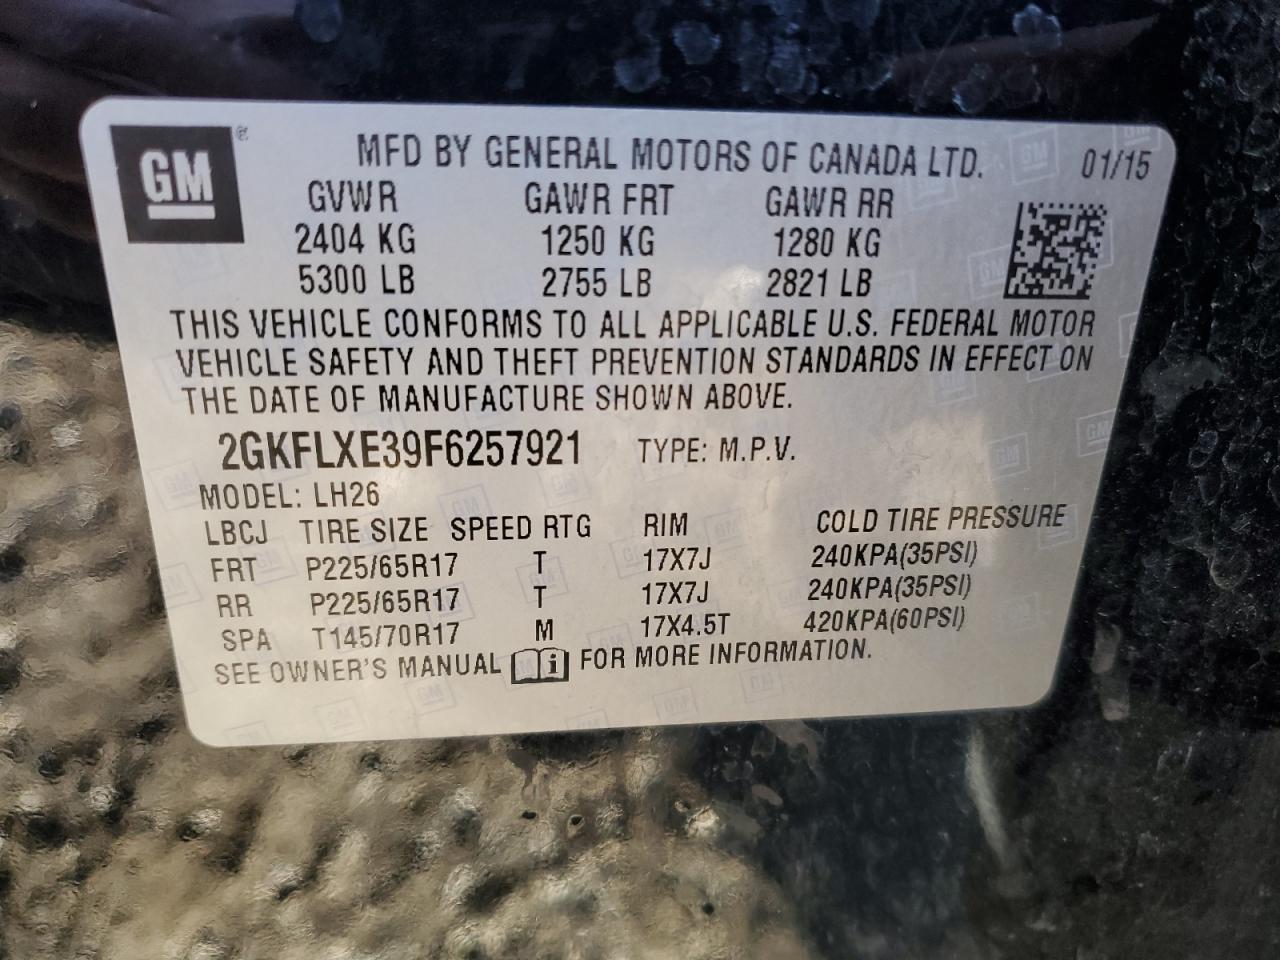 GM ®
MFD BY GENERAL MOTORS OF CANADA LTD. 01/15
GVWR GAWR FRT GAWR RR
2404 KG 1250 KG 1280 KG
5300 LB 2755 LB 2821 LB
THIS VEHICLE CONFORMS TO ALL APPLICABLE U.S. FEDERAL MOTOR
VEHICLE SAFETY AND THEFT PREVENTION STANDARDS IN EFFECT ON
THE DATE OF MANUFACTURE SHOWN ABOVE.
2GKFLXE39F6257921 TYPE: M.P.V.
MODEL: LH26
LBCJ TIRE SIZE SPEED RTG RIM COLD TIRE PRESSURE
FRT P225/65R17 T 17X7J 240KPA(35PSI)
RR P225/65R17 T 17X7J 240KPA(35PSI)
SPA T145/70R17 M 17X4.5T 420KPA(60PSI)
SEE OWNER'S MANUAL i FOR MORE INFORMATION.